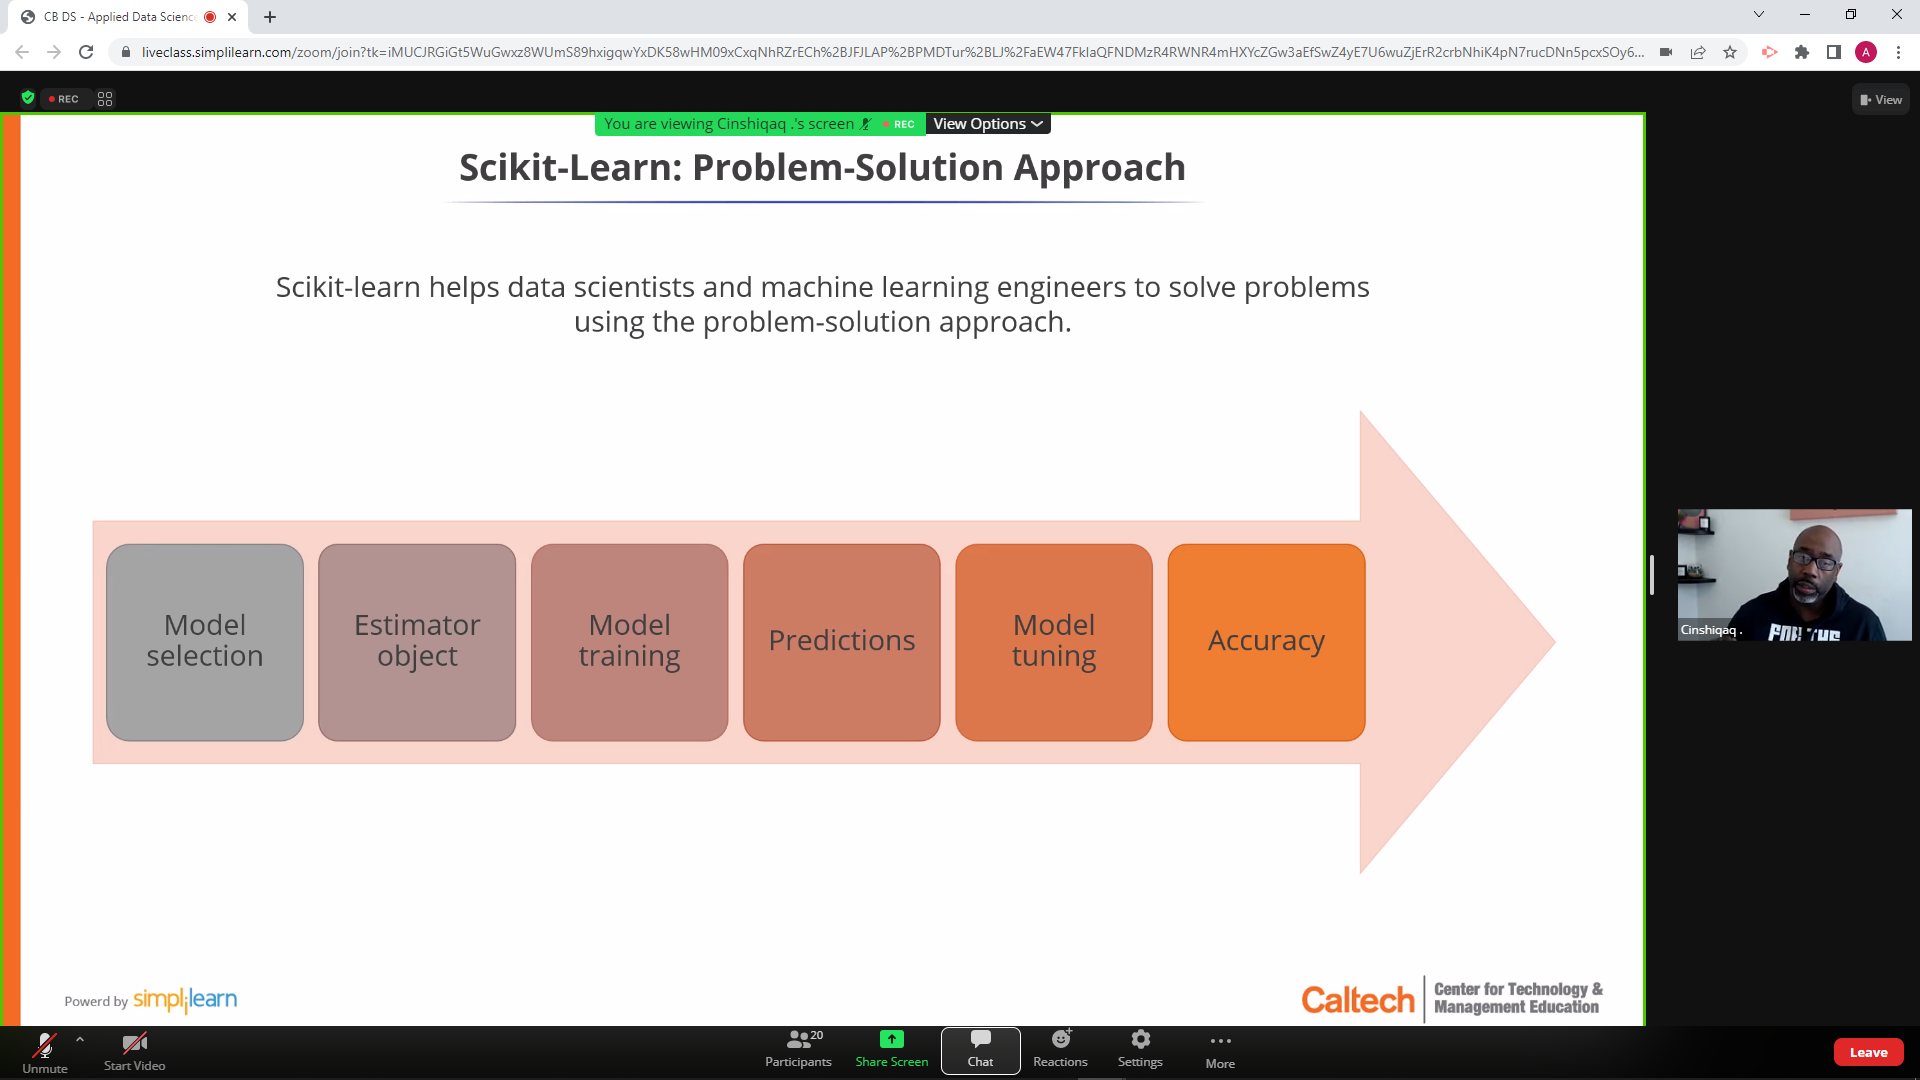 CB DS - Applied Data Scienc
liveclass.simplilearn.com/zoom/join?tk=iMUCJRGiGt5WuGwxz8WUmS89hxigqwYxDK58wHM09xCxqNhRZrECh%2BJFJLAP%2BPMDTur%2BLJ%2FaEW47FklaQFNDMzR4RWNR4mHXYcZGw3aEfSwZ4yE7U6wuZjErR2crbNhiK4pN7rucDNn5pcxSOy6...
A
REC
View
You are viewing Cinshiqaq .'s screen REC View Options
Scikit-Learn: Problem-Solution Approach
Scikit-learn helps data scientists and machine learning engineers to solve problems
using the problem-solution approach.
Model
selection
Estimator
object
Model
training
Predictions
Model
tuning
Accuracy
FOR THE
Cinshiqaq .
Powerd by simplilearn
Caltech
Center for Technology &
Management Education
Unmute
Start Video
20
Participants
Share Screen
Chat
Reactions
Settings
More
Leave